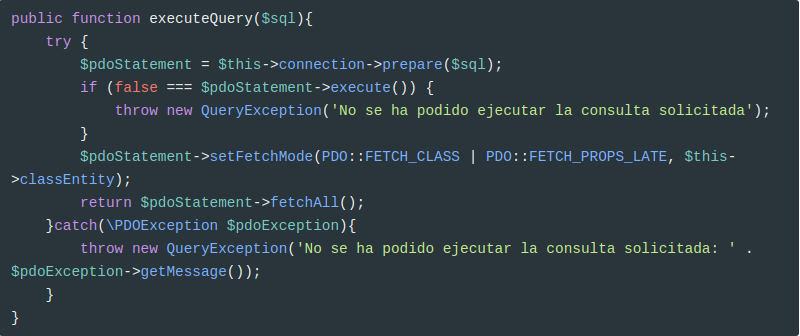 public function executeQuery($sql){
    try {
        $pdoStatement = $this->connection->prepare($sql);
        if (false === $pdoStatement->execute()) {
            throw new QueryException('No se ha podido ejecutar la consulta solicitada');
        }
        $pdoStatement->setFetchMode(PDO::FETCH_CLASS | PDO::FETCH_PROPS_LATE, $this-
>classEntity);
        return $pdoStatement->fetchAll();
    }catch(\PDOException $pdoException){
        throw new QueryException('No se ha podido ejecutar la consulta solicitada: ' .
$pdoException->getMessage());
    }
}